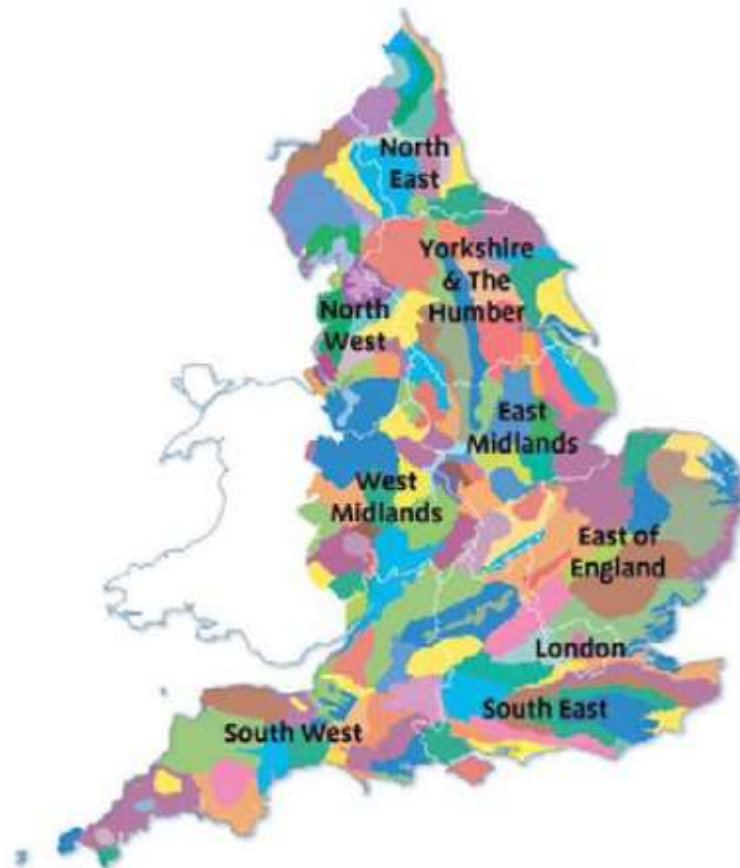 North
East
Yorkshire
& The
Humber
North
West
East
Midlands
West
Midlands
East of
England
London
South East
South West